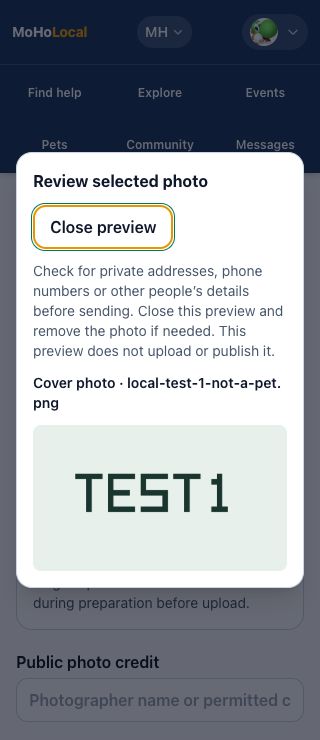 MoHoLocal
MH
Find help
Explore
Events
Pets
Community
Messages
Review selected photo
Close preview
Check for private addresses, phone
numbers or other people’s details
before sending. Close this preview and
remove the photo if needed. This
preview does not upload or publish it.
Cover photo · local-test-1-not-a-pet.
png
TEST 1
during preparation before upload.
Public photo credit
Photographer name or permitted c